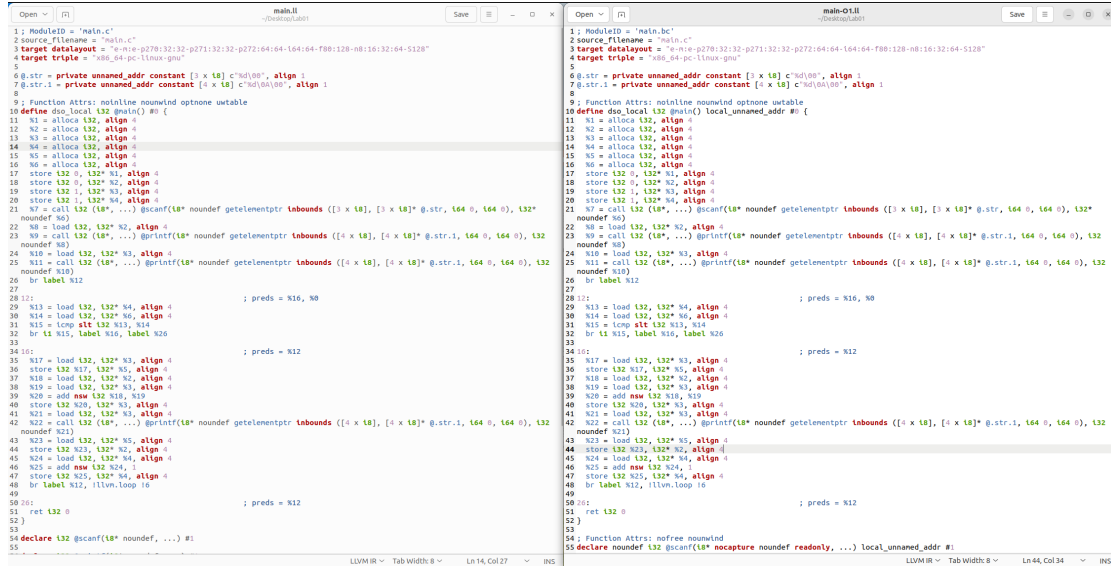 Open
main.ll
~/Desktop/Lab01
Save
1 ; ModuleID = 'main.c'
2 source_filename = "main.c"
3 target datalayout = "e-m:e-p270:32:32-p271:32:32-p272:64:64-i64:64-f80:128-n8:16:32:64-S128"
4 target triple = "x86_64-pc-linux-gnu"
5
6 @.str = private unnamed_addr constant [3 x i8] c"%d\00", align 1
7 @.str.1 = private unnamed_addr constant [4 x i8] c"%d\0A\00", align 1
8
9 ; Function Attrs: noinline nounwind optnone uwtable
10 define dso_local i32 @main() #0 {
11 %1 = alloca i32, align 4
12 %2 = alloca i32, align 4
13 %3 = alloca i32, align 4
14 %4 = alloca i32, align 4
15 %5 = alloca i32, align 4
16 %6 = alloca i32, align 4
17 store i32 0, i32* %1, align 4
18 store i32 0, i32* %2, align 4
19 store i32 1, i32* %3, align 4
20 store i32 1, i32* %4, align 4
21 %7 = call i32 (i8*, ...) @scanf(i8* noundef getelementptr inbounds ([3 x i8], [3 x i8]* @.str, i64 0, i64 0), i32*
noundef %6)
22 %8 = load i32, i32* %2, align 4
23 %9 = call i32 (i8*, ...) @printf(i8* noundef getelementptr inbounds ([4 x i8], [4 x i8]* @.str.1, i64 0, i64 0), i32
noundef %8)
24 %10 = load i32, i32* %3, align 4
25 %11 = call i32 (i8*, ...) @printf(i8* noundef getelementptr inbounds ([4 x i8], [4 x i8]* @.str.1, i64 0, i64 0), i32
noundef %10)
26 br label %12
27
28 12: ; preds = %16, %0
29 %13 = load i32, i32* %4, align 4
30 %14 = load i32, i32* %6, align 4
31 %15 = icmp slt i32 %13, %14
32 br i1 %15, label %16, label %26
33
34 16: ; preds = %12
35 %17 = load i32, i32* %3, align 4
36 store i32 %17, i32* %5, align 4
37 %18 = load i32, i32* %2, align 4
38 %19 = load i32, i32* %3, align 4
39 %20 = add nsw i32 %18, %19
40 store i32 %20, i32* %3, align 4
41 %21 = load i32, i32* %3, align 4
42 %22 = call i32 (i8*, ...) @printf(i8* noundef getelementptr inbounds ([4 x i8], [4 x i8]* @.str.1, i64 0, i64 0), i32
noundef %21)
43 %23 = load i32, i32* %5, align 4
44 store i32 %23, i32* %2, align 4
45 %24 = load i32, i32* %4, align 4
46 %25 = add nsw i32 %24, 1
47 store i32 %25, i32* %4, align 4
48 br label %12, !llvm.loop !6
49
50 26: ; preds = %12
51 ret i32 0
52 }
53
54 declare i32 @scanf(i8* noundef, ...) #1
55
LLVM IR Tab Width: 8 Ln 14, Col 27 INS
Open
main-O1.ll
~/Desktop/Lab01
Save
1 ; ModuleID = 'main.bc'
2 source_filename = "main.c"
3 target datalayout = "e-m:e-p270:32:32-p271:32:32-p272:64:64-i64:64-f80:128-n8:16:32:64-S128"
4 target triple = "x86_64-pc-linux-gnu"
5
6 @.str = private unnamed_addr constant [3 x i8] c"%d\00", align 1
7 @.str.1 = private unnamed_addr constant [4 x i8] c"%d\0A\00", align 1
8
9 ; Function Attrs: noinline nounwind optnone uwtable
10 define dso_local i32 @main() local_unnamed_addr #0 {
11 %1 = alloca i32, align 4
12 %2 = alloca i32, align 4
13 %3 = alloca i32, align 4
14 %4 = alloca i32, align 4
15 %5 = alloca i32, align 4
16 %6 = alloca i32, align 4
17 store i32 0, i32* %1, align 4
18 store i32 0, i32* %2, align 4
19 store i32 1, i32* %3, align 4
20 store i32 1, i32* %4, align 4
21 %7 = call i32 (i8*, ...) @scanf(i8* noundef getelementptr inbounds ([3 x i8], [3 x i8]* @.str, i64 0, i64 0), i32*
noundef %6)
22 %8 = load i32, i32* %2, align 4
23 %9 = call i32 (i8*, ...) @printf(i8* noundef getelementptr inbounds ([4 x i8], [4 x i8]* @.str.1, i64 0, i64 0), i32
noundef %8)
24 %10 = load i32, i32* %3, align 4
25 %11 = call i32 (i8*, ...) @printf(i8* noundef getelementptr inbounds ([4 x i8], [4 x i8]* @.str.1, i64 0, i64 0), i32
noundef %10)
26 br label %12
27
28 12: ; preds = %16, %0
29 %13 = load i32, i32* %4, align 4
30 %14 = load i32, i32* %6, align 4
31 %15 = icmp slt i32 %13, %14
32 br i1 %15, label %16, label %26
33
34 16: ; preds = %12
35 %17 = load i32, i32* %3, align 4
36 store i32 %17, i32* %5, align 4
37 %18 = load i32, i32* %2, align 4
38 %19 = load i32, i32* %3, align 4
39 %20 = add nsw i32 %18, %19
40 store i32 %20, i32* %3, align 4
41 %21 = load i32, i32* %3, align 4
42 %22 = call i32 (i8*, ...) @printf(i8* noundef getelementptr inbounds ([4 x i8], [4 x i8]* @.str.1, i64 0, i64 0), i32
noundef %21)
43 %23 = load i32, i32* %5, align 4
44 store i32 %23, i32* %2, align 4
45 %24 = load i32, i32* %4, align 4
46 %25 = add nsw i32 %24, 1
47 store i32 %25, i32* %4, align 4
48 br label %12, !llvm.loop !6
49
50 26: ; preds = %12
51 ret i32 0
52 }
53
54 ; Function Attrs: nofree nounwind
55 declare noundef i32 @scanf(i8* nocapture noundef readonly, ...) local_unnamed_addr #1
LLVM IR Tab Width: 8 Ln 44, Col 34 INS